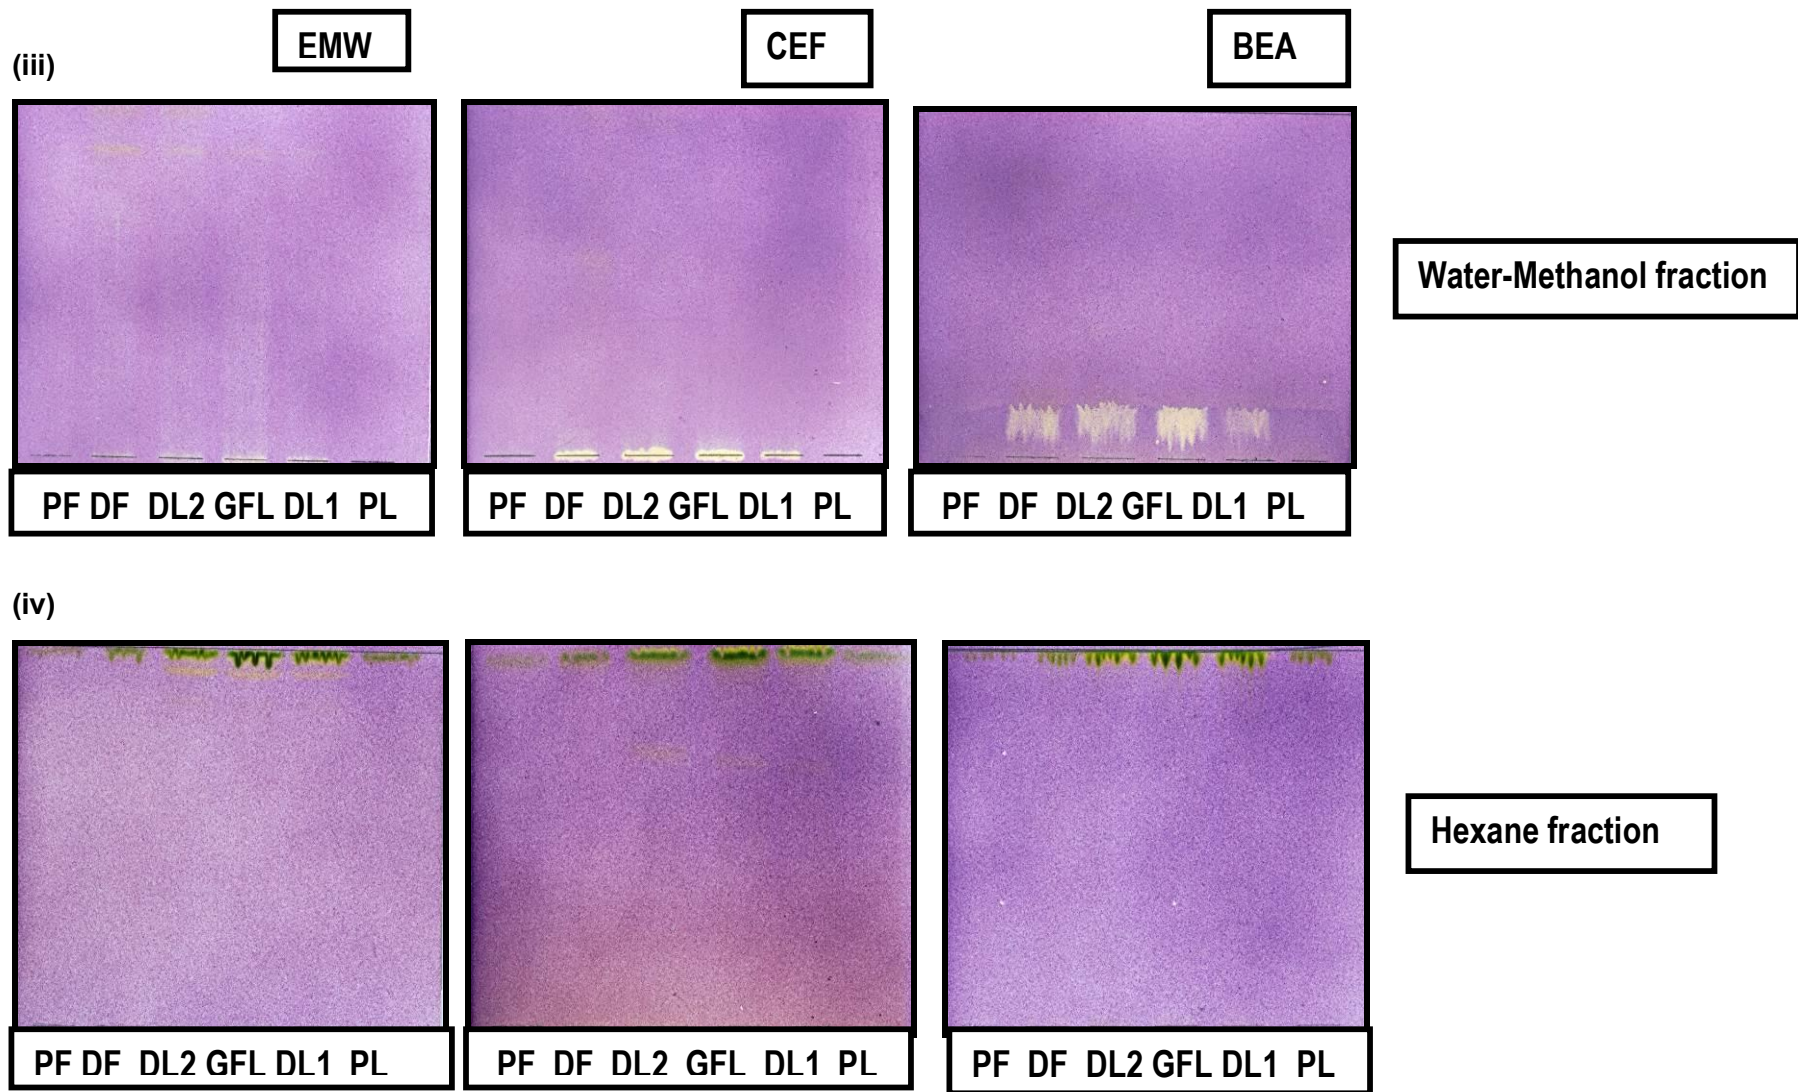 (iii)
EMW
CEF
BEA
Water-Methanol fraction
PF DF DL2 GFL DL1 PL
PF DF DL2 GFL DL1 PL
PF DF DL2 GFL DL1 PL
(iv)
Hexane fraction
PF DF DL2 GFL DL1 PL
PF DF DL2 GFL DL1 PL
PF DF DL2 GFL DL1 PL